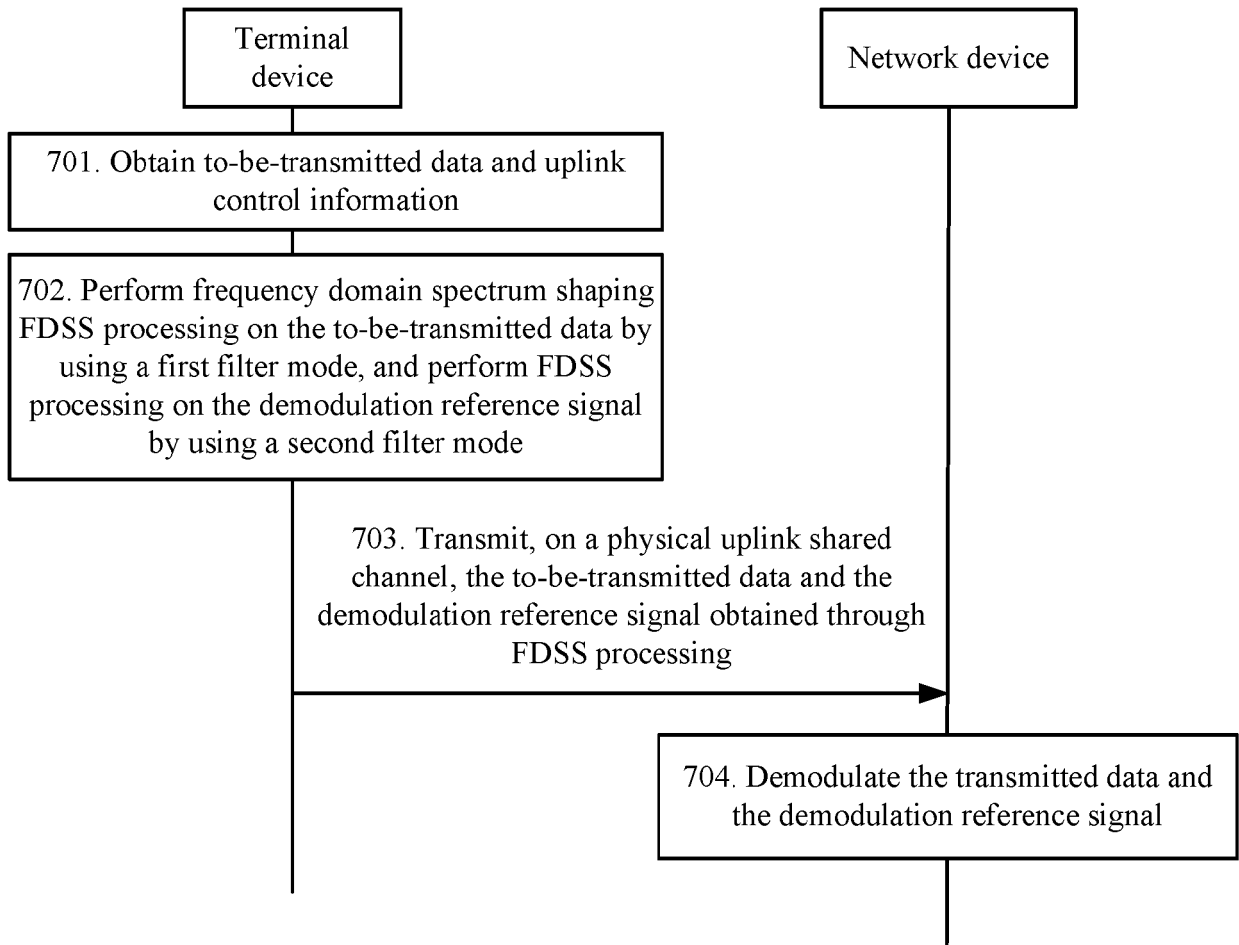 Terminal
device
Network device
701. Obtain to-be-transmitted data and uplink
control information
702. Perform frequency domain spectrum shaping
FDSS processing on the to-be-transmitted data by
using a first filter mode, and perform FDSS
processing on the demodulation reference signal
by using a second filter mode
703. Transmit, on a physical uplink shared
channel, the to-be-transmitted data and the
demodulation reference signal obtained through
FDSS processing
704. Demodulate the transmitted data and
the demodulation reference signal